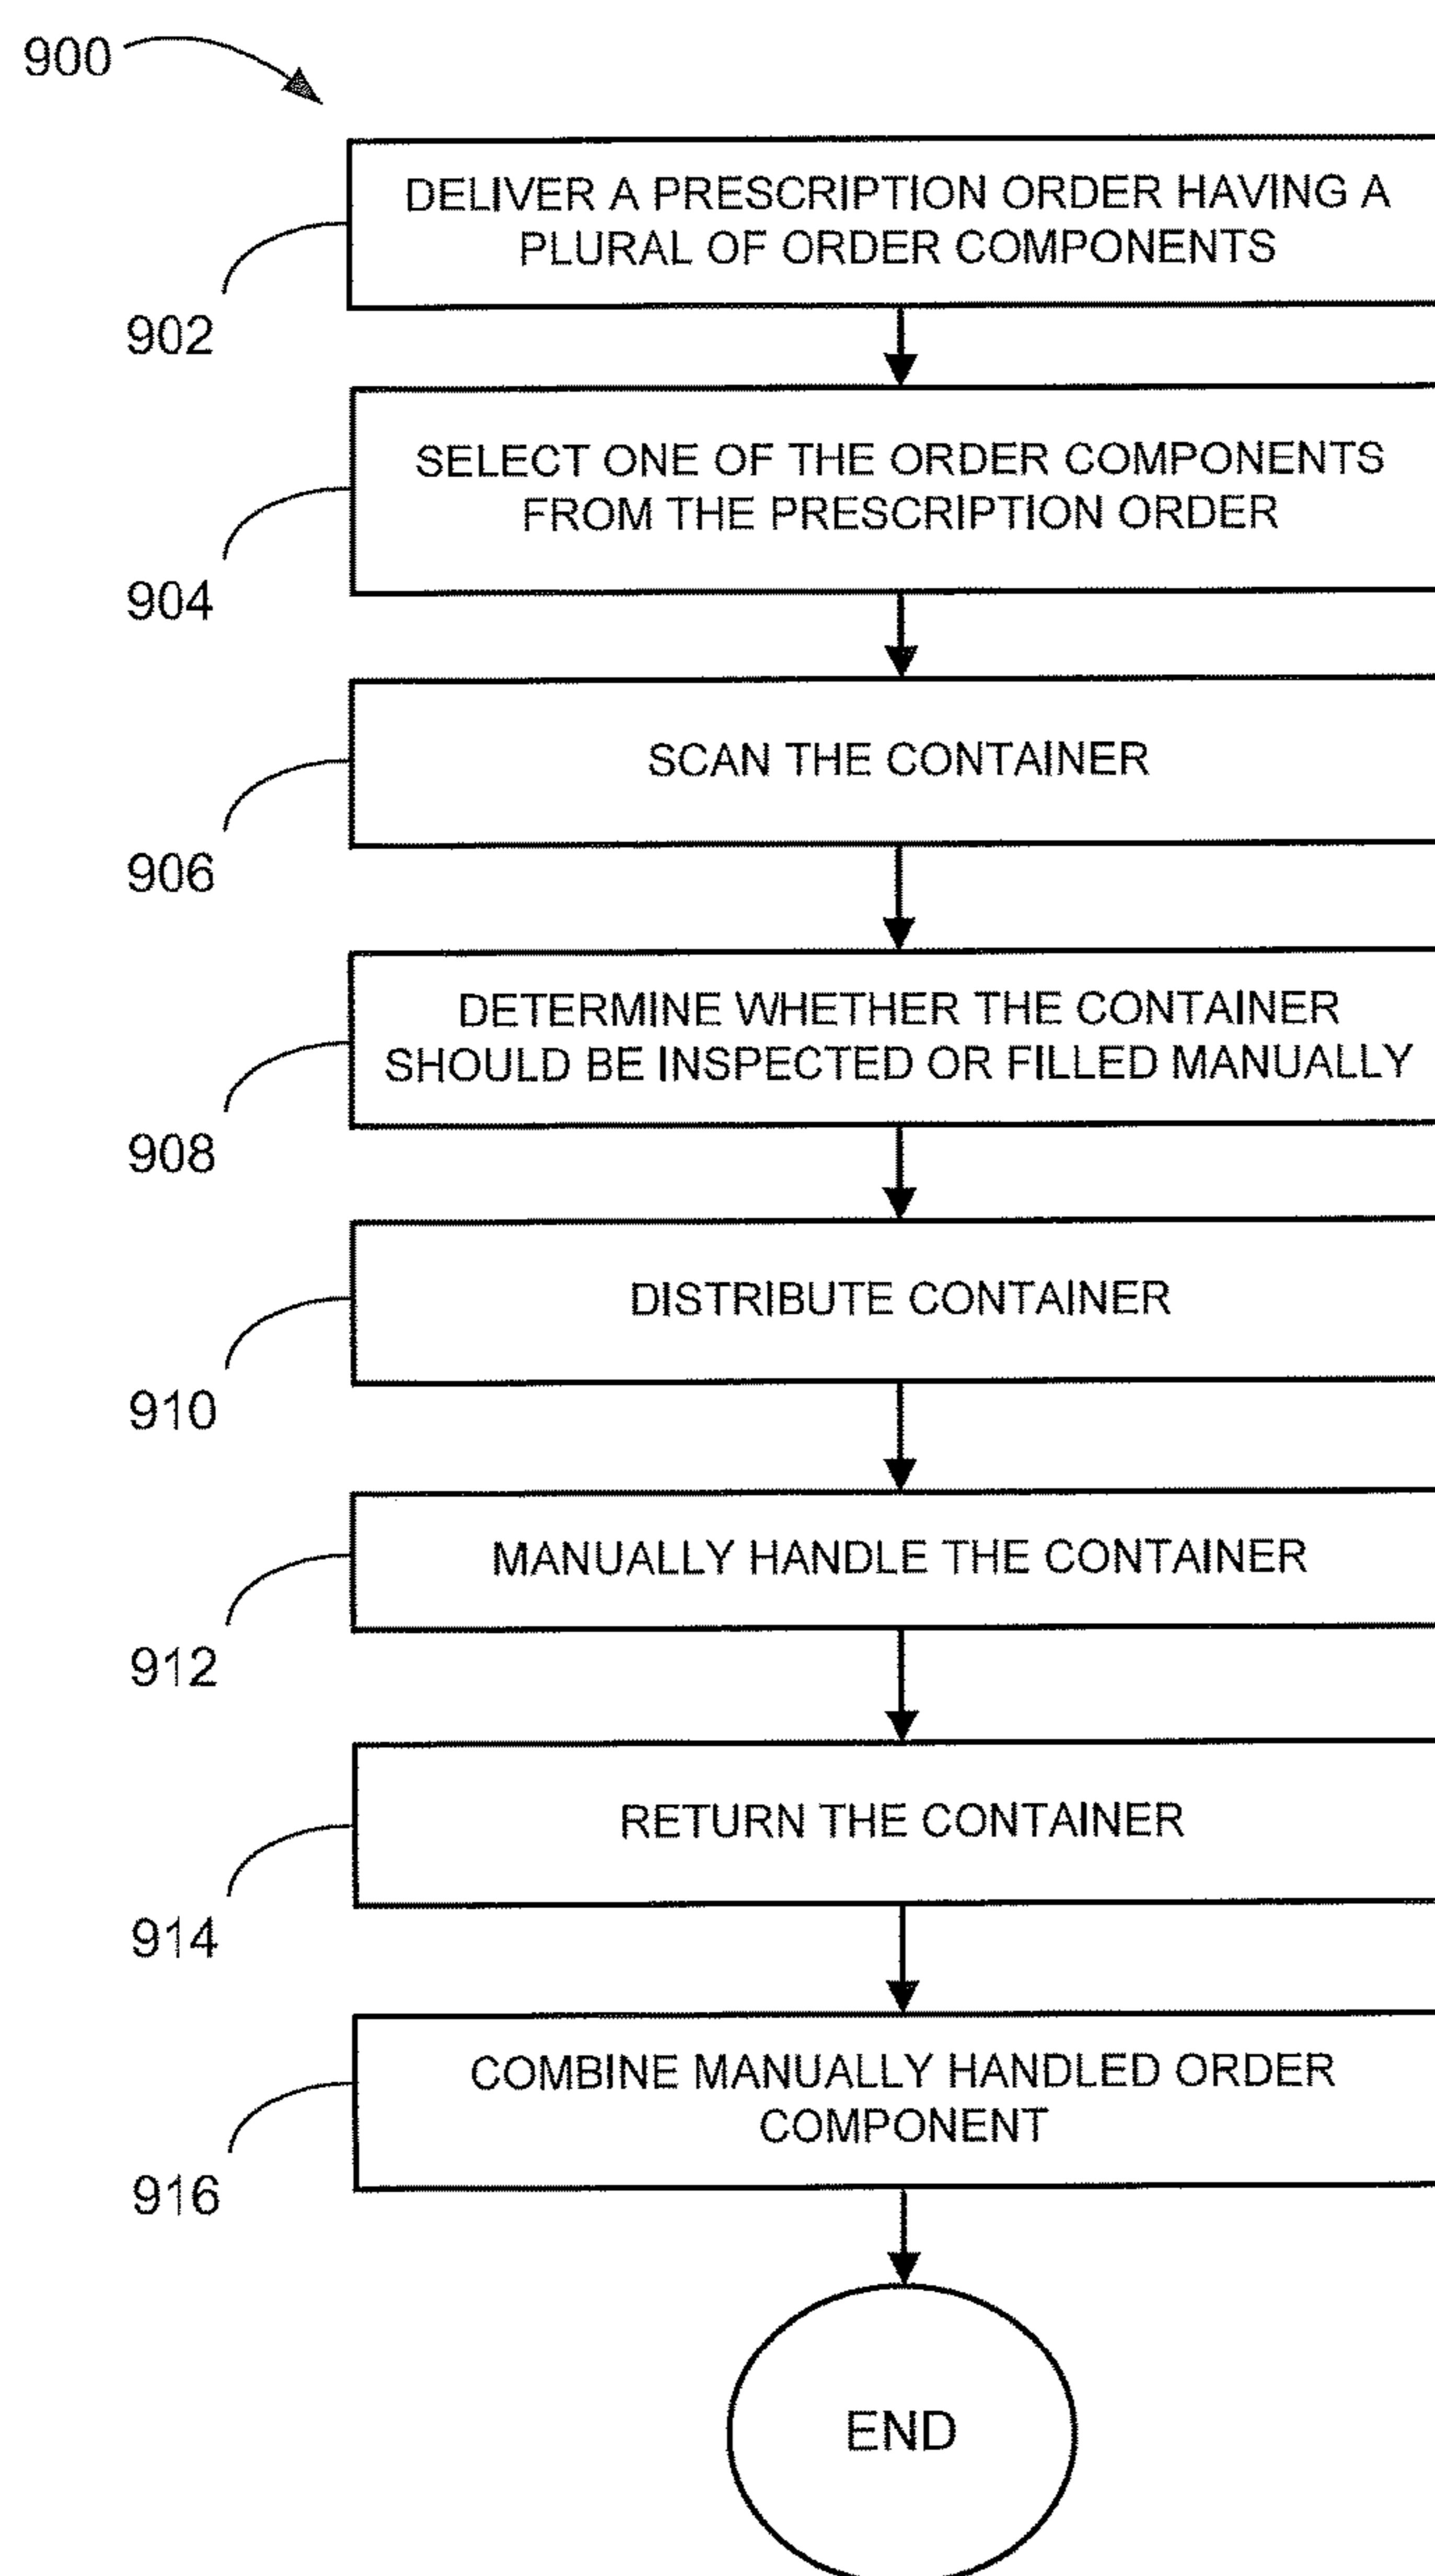 900
DELIVER A PRESCRIPTION ORDER HAVING A
PLURAL OF ORDER COMPONENTS
902
SELECT ONE OF THE ORDER COMPONENTS
FROM THE PRESCRIPTION ORDER
904
SCAN THE CONTAINER
906
DETERMINE WHETHER THE CONTAINER
SHOULD BE INSPECTED OR FILLED MANUALLY
908
DISTRIBUTE CONTAINER
910
MANUALLY HANDLE THE CONTAINER
912
RETURN THE CONTAINER
914
COMBINE MANUALLY HANDLED ORDER
COMPONENT
916
END